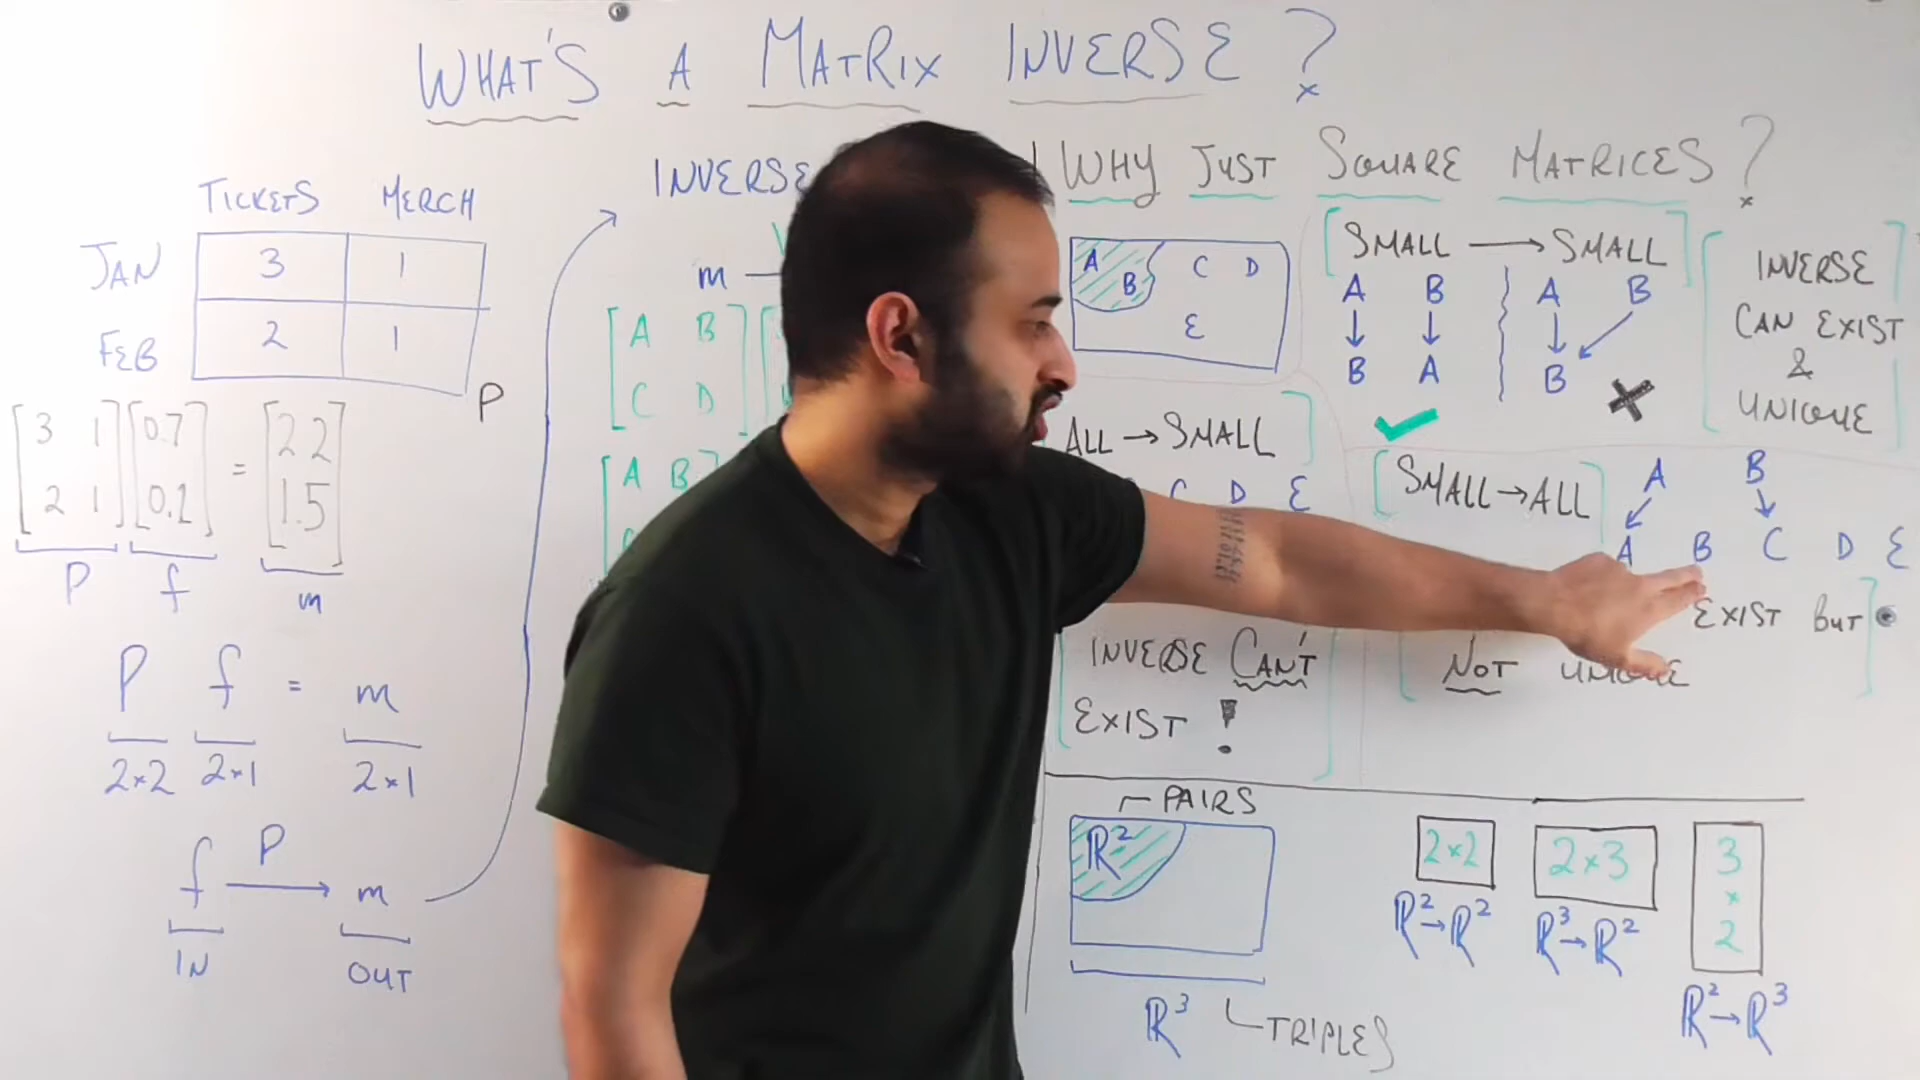 WHAT'S A MATRIX INVERSE ?
TICKETS MERCH
JAN 3 1
FEB 2 1
P
[3 1] [0.7] = [2.2]
[2 1] [0.1] [1.5]
P f m
P f = m
2×2 2×1 2×1
f P → m
IN OUT
INVERSE
m
A B
C D
A B
WHY JUST SQUARE MATRICES ?
A B C D
E
SMALL → SMALL
A B A B
↓ ↓ ↓ ↙
B A B
INVERSE
CAN EXIST
&
UNIQUE
ALL → SMALL
C D E
INVERSE CAN'T
EXIST !
SMALL → ALL
A B
A B C D E
EXIST BUT
NOT UNIQUE
PAIRS
R²
R³
TRIPLES
2×2 2×3 3×2
R²→R² R³→R² R²→R³